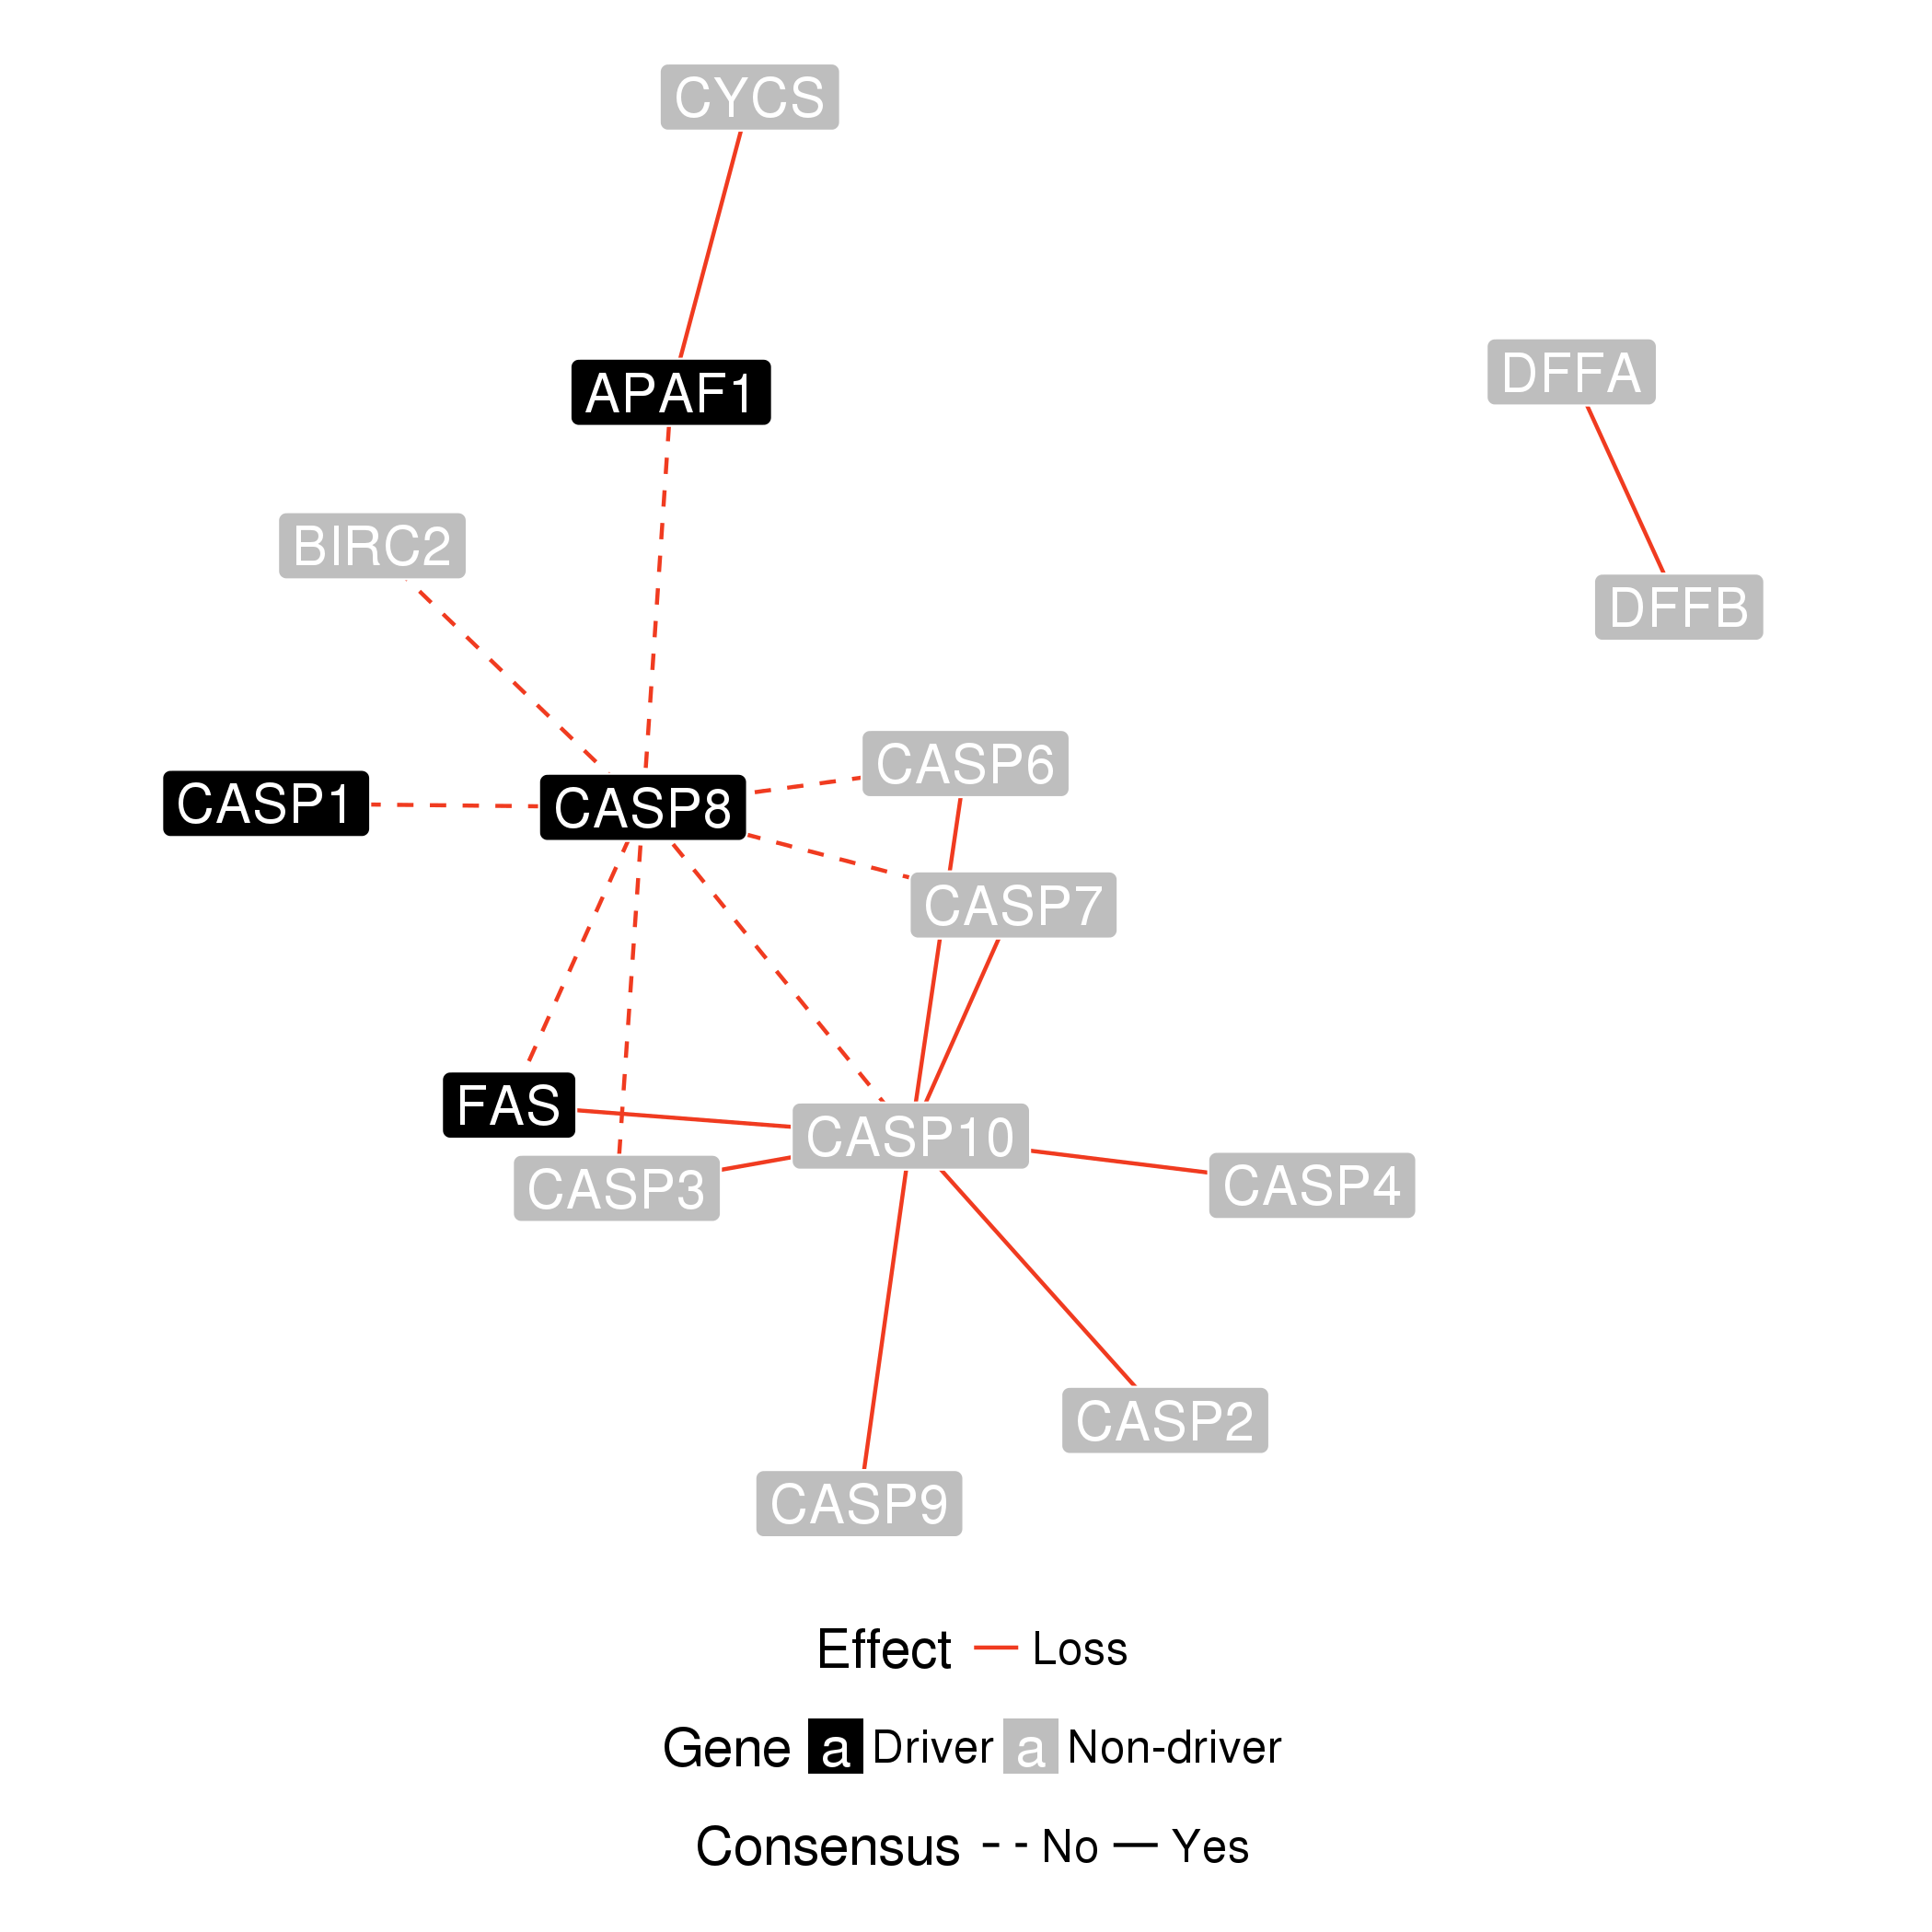 CYCS
DFFA
APAF1
BIRC2
DFFB
CASP6
CASP1
CASP8
CASP7
FAS
CASP10
CASP3
CASP4
CASP2
CASP9
Effect Loss
Gene a Driver a Non-driver
Consensus No Yes